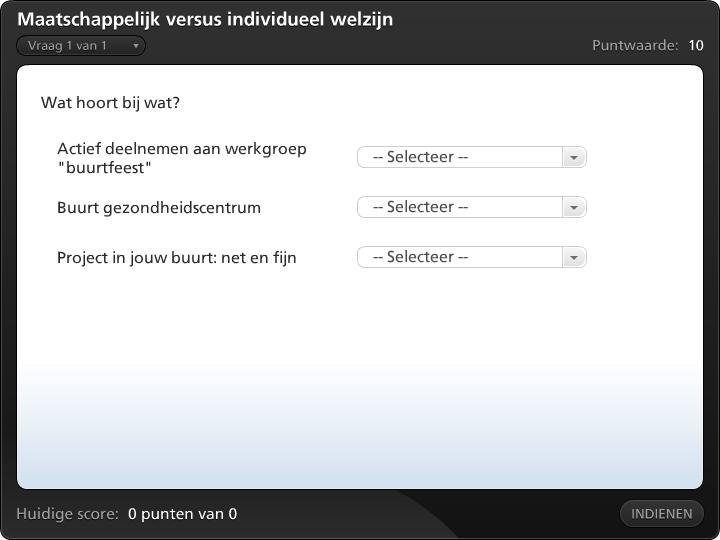 Maatschappelijk versus individueel welzijn
Vraag 1 van 1
Puntwaarde: 10
Wat hoort bij wat?
Actief deelnemen aan werkgroep
"buurtfeest"
-- Selecteer --
Buurt gezondheidscentrum
-- Selecteer --
Project in jouw buurt: net en fijn
-- Selecteer --
Huidige score: 0 punten van 0
INDIENEN